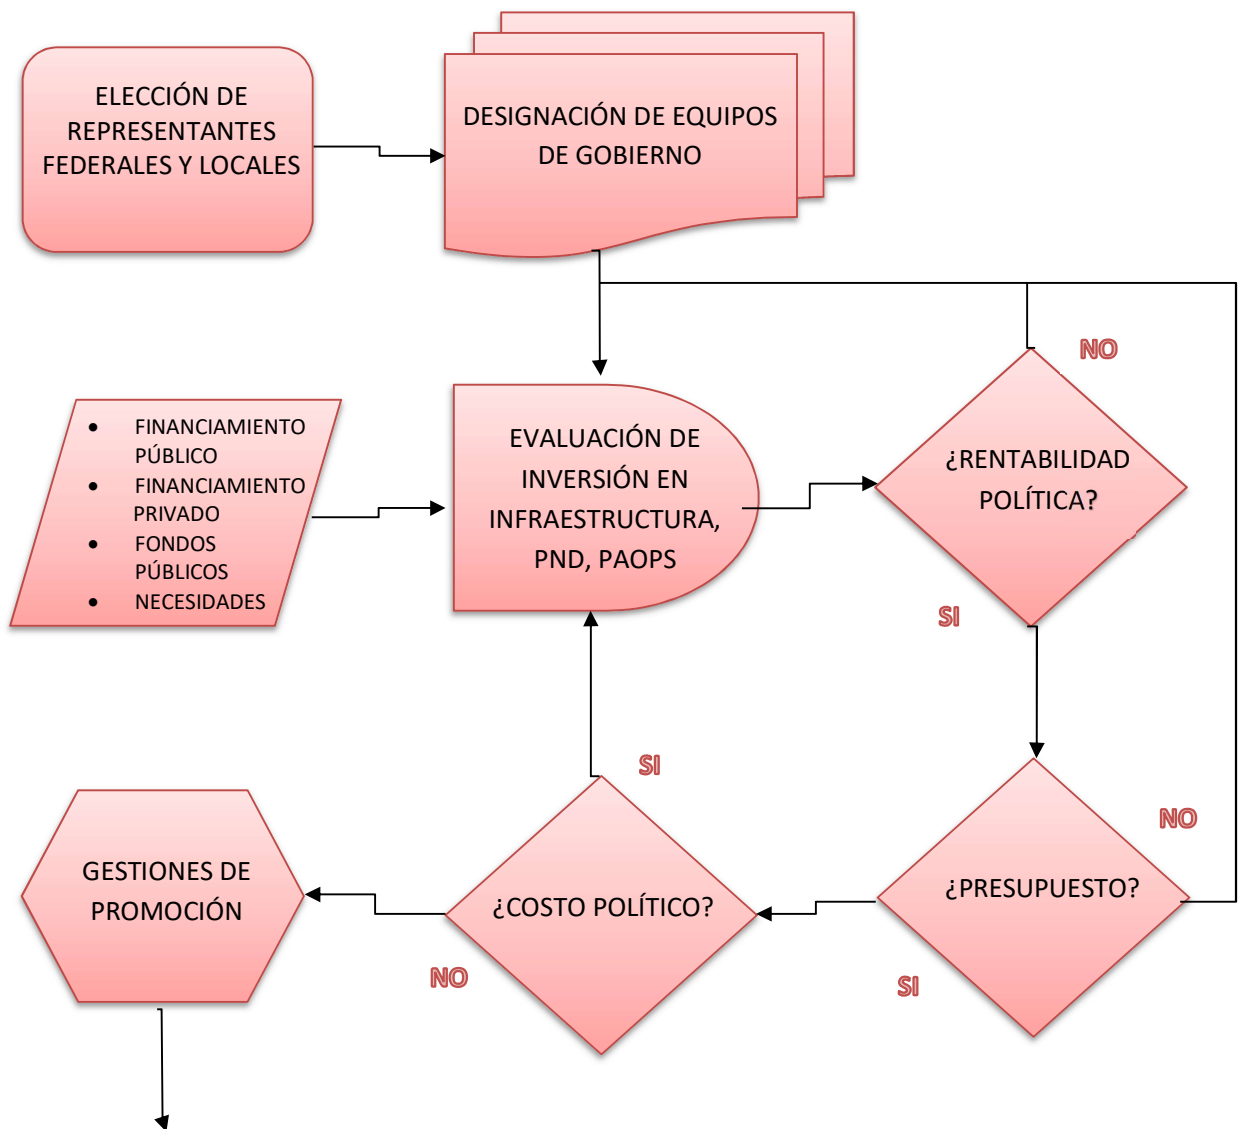 ELECCIÓN DE
REPRESENTANTES
FEDERALES Y LOCALES
DESIGNACIÓN DE EQUIPOS
DE GOBIERNO
• FINANCIAMIENTO
PÚBLICO
• FINANCIAMIENTO
PRIVADO
• FONDOS
PÚBLICOS
• NECESIDADES
EVALUACIÓN DE
INVERSIÓN EN
INFRAESTRUCTURA,
PND, PAOPS
NO
¿RENTABILIDAD
POLÍTICA?
SI
GESTIONES DE
PROMOCIÓN
SI
¿COSTO POLÍTICO?
NO
NO
¿PRESUPUESTO?
SI